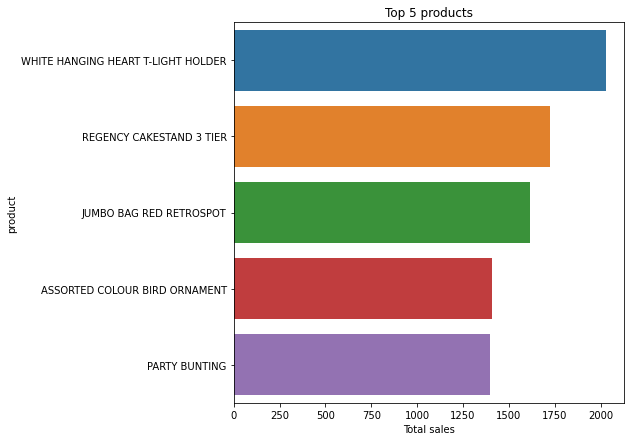 Top 5 products
product
WHITE HANGING HEART T-LIGHT HOLDER
REGENCY CAKESTAND 3 TIER
JUMBO BAG RED RETROSPOT
ASSORTED COLOUR BIRD ORNAMENT
PARTY BUNTING
0 250 500 750 1000 1250 1500 1750 2000
Total sales